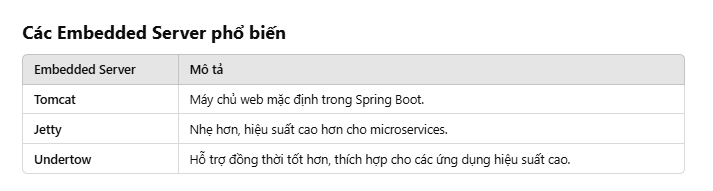 Các Embedded Server phổ biến
Embedded Server Mô tả
Tomcat Máy chủ web mặc định trong Spring Boot.
Jetty Nhẹ hơn, hiệu suất cao hơn cho microservices.
Undertow Hỗ trợ đồng thời tốt hơn, thích hợp cho các ứng dụng hiệu suất cao.